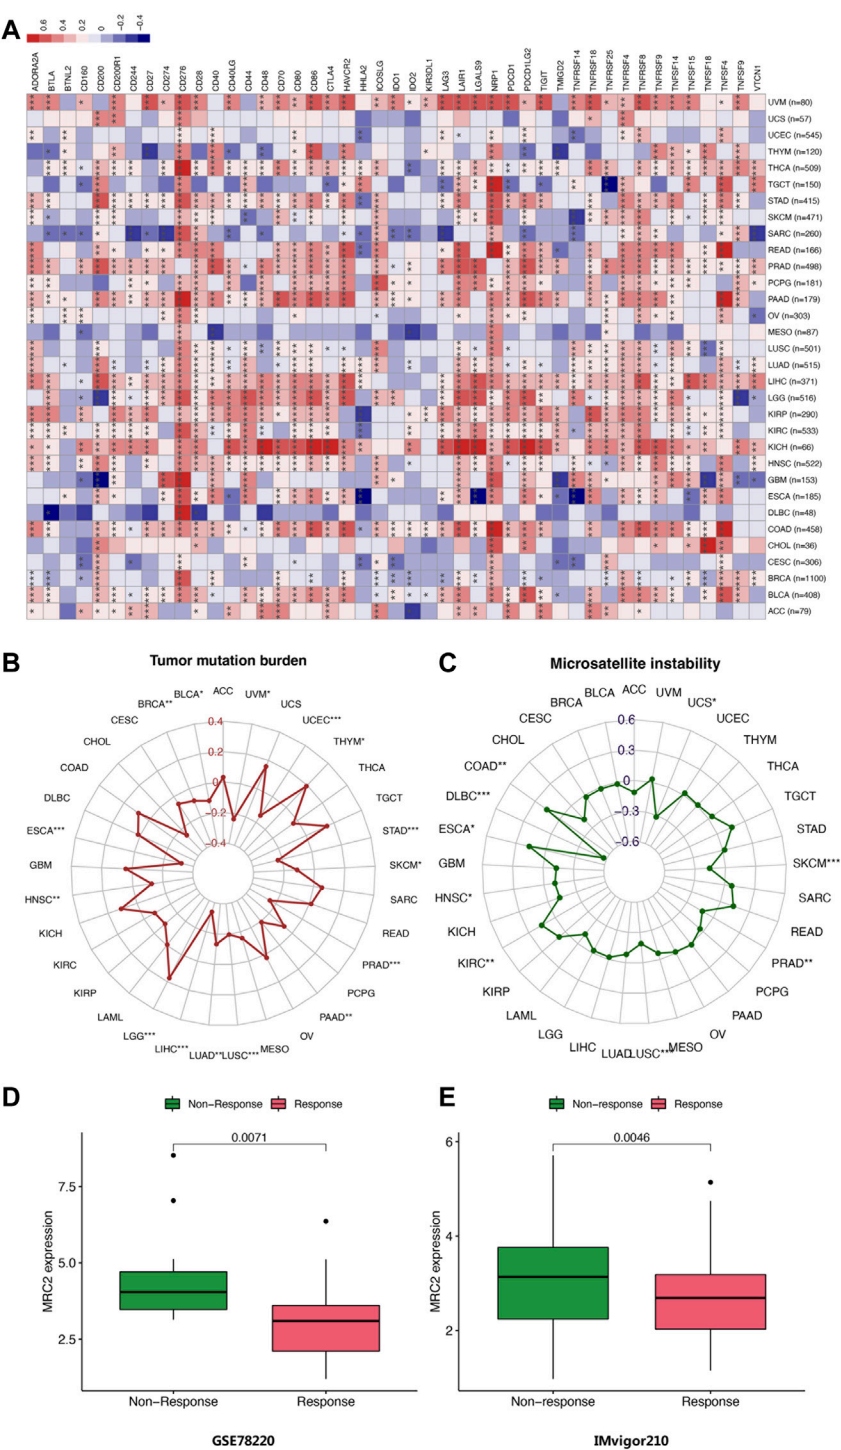 A
0.6
0.4
0.2
0
−0.2
−0.4
ADORA2A
BTLA
BTNL2
CD160
CD200
CD200R1
CD244
CD27
CD274
CD276
CD28
CD40
CD40LG
CD44
CD48
CD70
CD80
CD86
CTLA4
HAVCR2
HHLA2
ICOSLG
IDO1
IDO2
KIR3DL1
LAG3
LAIR1
LGALS9
NRP1
PDCD1
PDCD1LG2
TIGIT
TMIGD2
TNFRSF14
TNFRSF18
TNFRSF25
TNFRSF4
TNFRSF8
TNFRSF9
TNFSF14
TNFSF15
TNFSF18
TNFSF4
TNFSF9
VTCN1
UVM (n=80)
UCS (n=57)
UCEC (n=545)
THYM (n=120)
THCA (n=509)
TGCT (n=150)
STAD (n=415)
SKCM (n=471)
SARC (n=260)
READ (n=166)
PRAD (n=498)
PCPG (n=181)
PAAD (n=179)
OV (n=303)
MESO (n=87)
LUSC (n=501)
LUAD (n=515)
LIHC (n=371)
LGG (n=516)
KIRP (n=290)
KIRC (n=533)
KICH (n=66)
HNSC (n=522)
GBM (n=153)
ESCA (n=185)
DLBC (n=48)
COAD (n=458)
CHOL (n=36)
CESC (n=306)
BRCA (n=1100)
BLCA (n=408)
ACC (n=79)
B
Tumor mutation burden
ACC
UVM*
UCS
UCEC***
THYM*
THCA
TGCT
STAD***
SKCM*
SARC
READ
PRAD***
PCPG
PAAD**
OV
MESO
LUSC***
LUAD**
LIHC***
LGG***
LAML
KIRP
KIRC
KICH
HNSC**
GBM
ESCA***
DLBC
COAD
CHOL
CESC
BRCA**
BLCA*
0.4
0.2
0
−0.2
−0.4
C
Microsatellite instability
ACC
UVM
UCS*
UCEC
THYM
THCA
TGCT
STAD
SKCM***
SARC
READ
PRAD**
PCPG
PAAD
OV
MESO
LUSC***
LUAD
LIHC
LGG
LAML
KIRP
KIRC**
KICH
HNSC*
GBM
ESCA*
DLBC***
COAD**
CHOL
CESC
BRCA
BLCA
0.6
0.3
0
−0.3
−0.6
D
Non−Response
Response
0.0071
7.5
5.0
2.5
MRC2 expression
Non−Response
Response
GSE78220
E
Non−response
Response
0.0046
6
4
2
MRC2 expression
Non−response
Response
IMvigor210